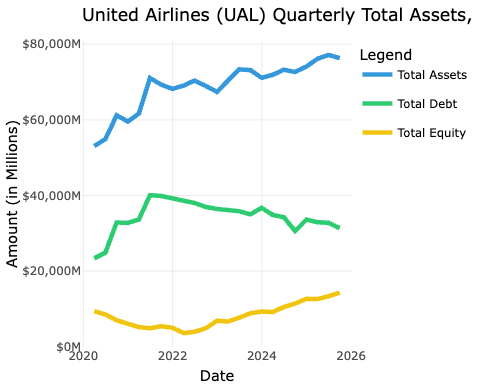 United Airlines (UAL) Quarterly Total Assets,
$80,000M
$60,000M
$40,000M
$20,000M
$0M
Amount (in Millions)
2020
2022
2024
2026
Date
Legend
Total Assets
Total Debt
Total Equity